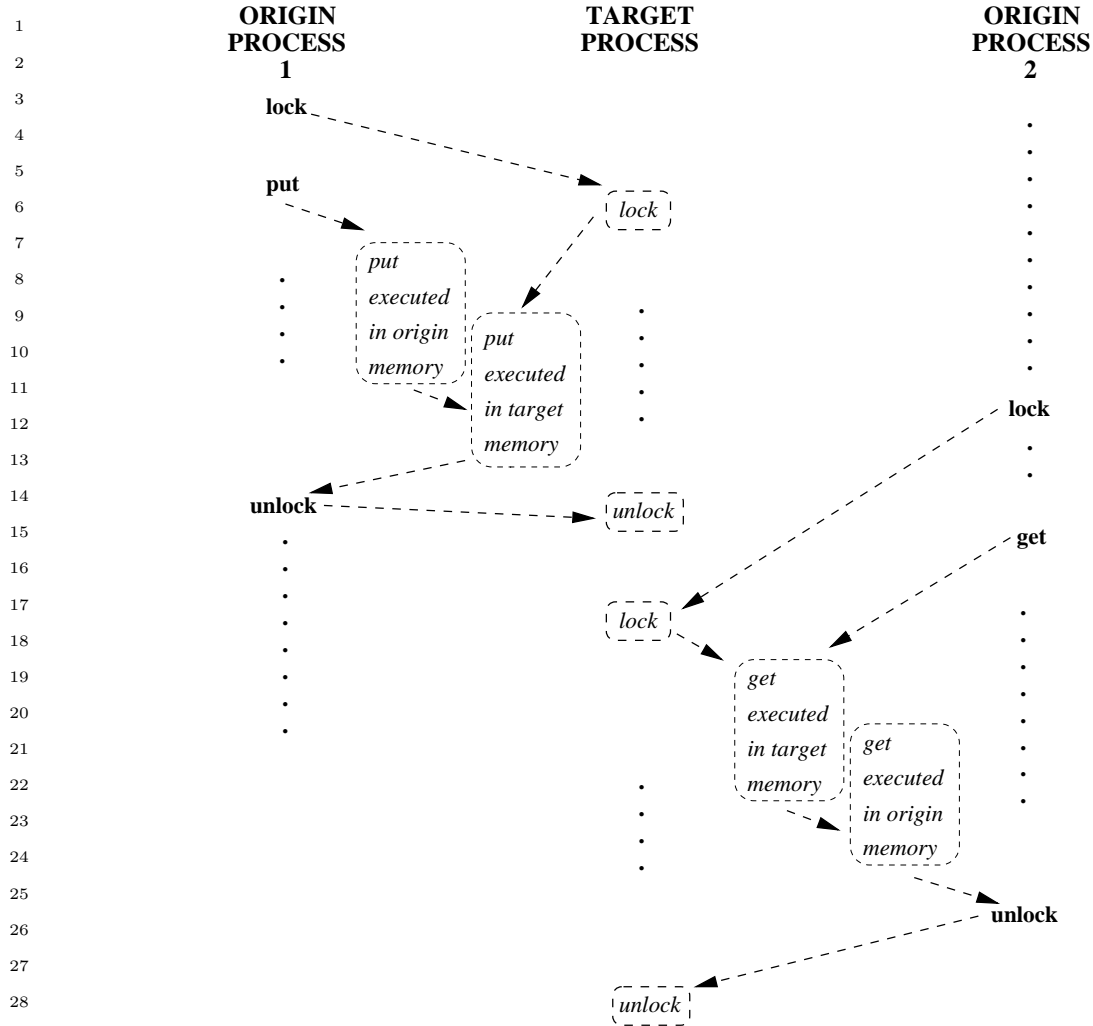 ORIGIN
PROCESS
1
TARGET
PROCESS
ORIGIN
PROCESS
2
1
2
3
4
5
6
7
8
9
10
11
12
13
14
15
16
17
18
19
20
21
22
23
24
25
26
27
28
lock
put
lock
put
executed
in origin
memory
put
executed
in target
memory
lock
unlock
unlock
get
lock
get
executed
in target
memory
get
executed
in origin
memory
unlock
unlock